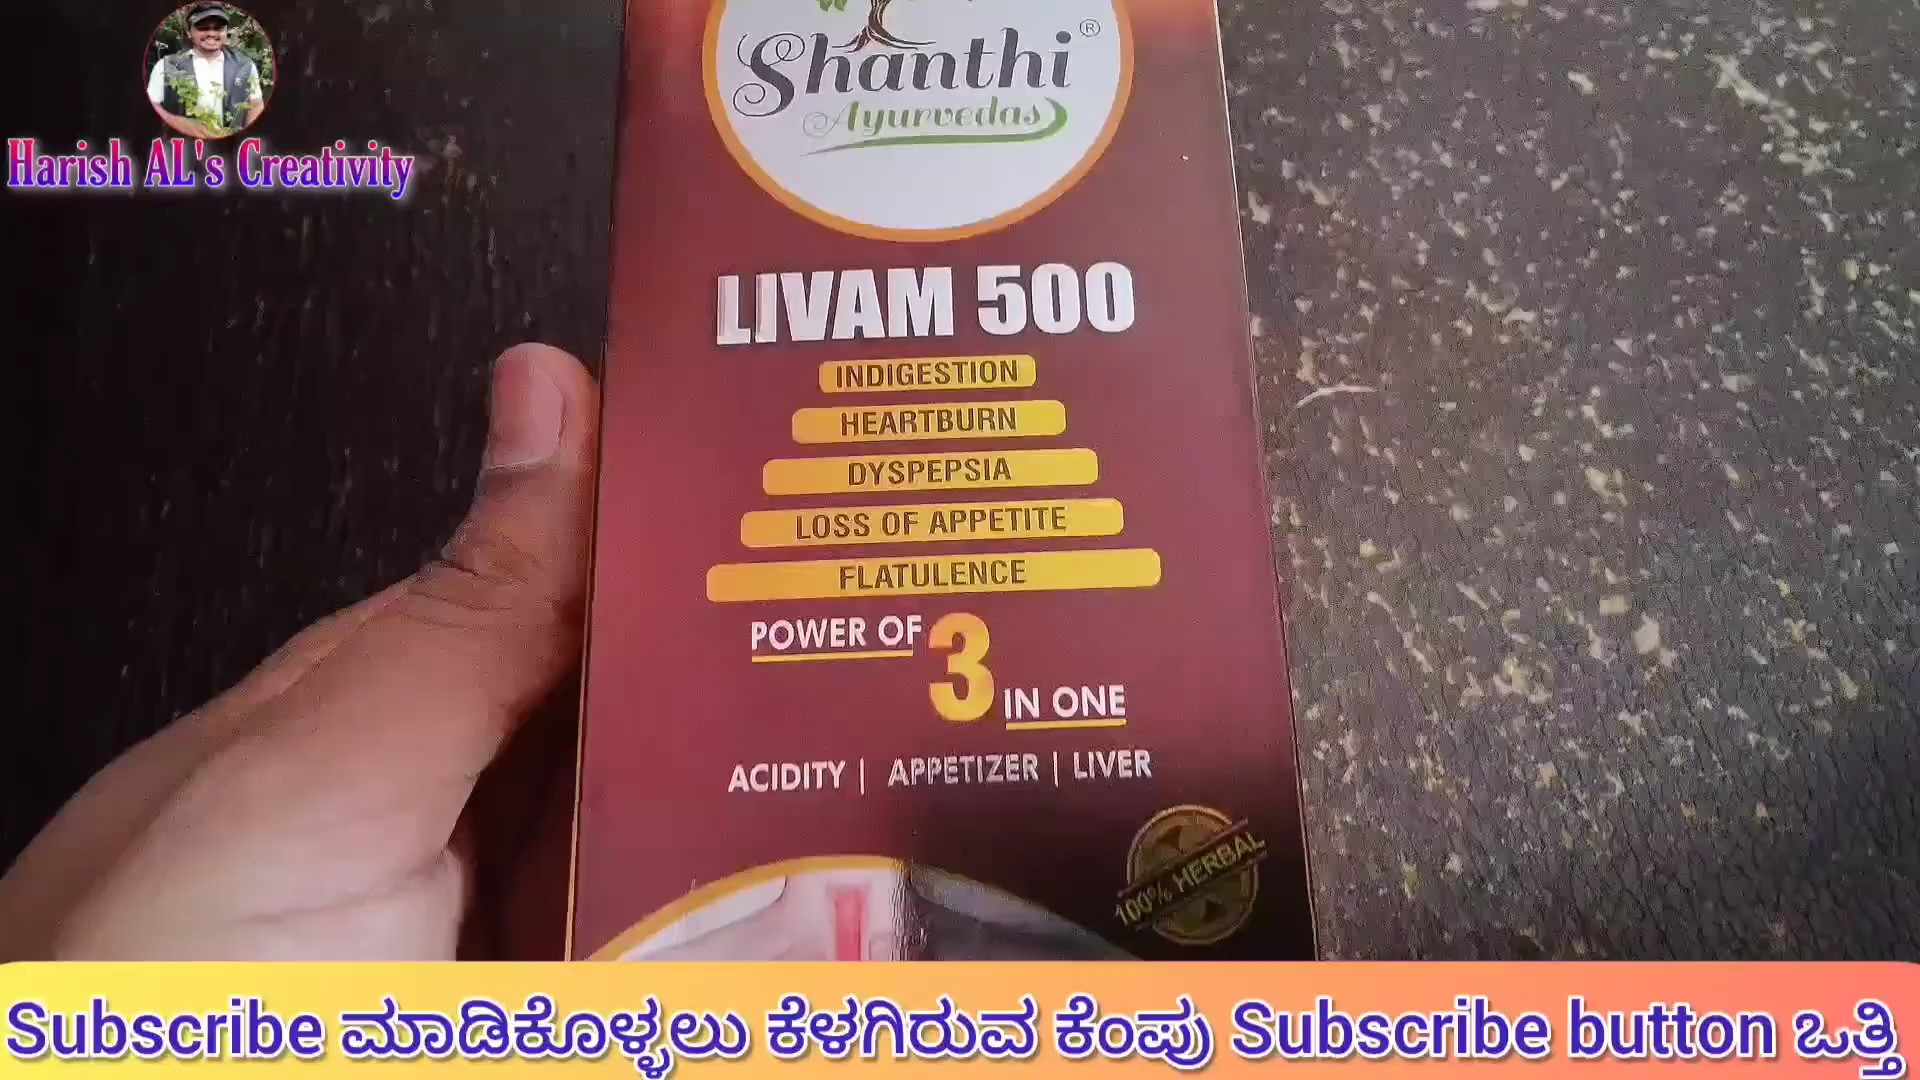 Shanthi®
Ayurvedas
Harish AL's Creativity
LIVAM 500
INDIGESTION
HEARTBURN
DYSPEPSIA
LOSS OF APPETITE
FLATULENCE
POWER OF 3 IN ONE
ACIDITY | APPETIZER | LIVER
100% HERBAL
Subscribe ಮಾಡಿಕೊಳ್ಳಲು ಕೆಳಗಿರುವ ಕೆಂಪು Subscribe button ಒತ್ತಿ